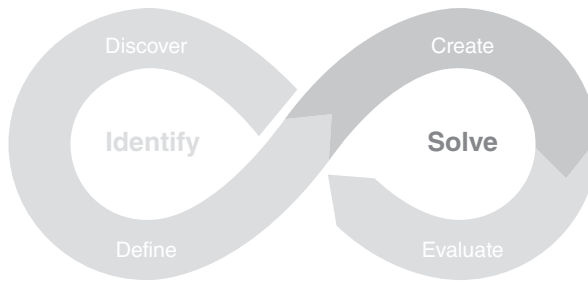 Discover
Create
Identify
Solve
Define
Evaluate